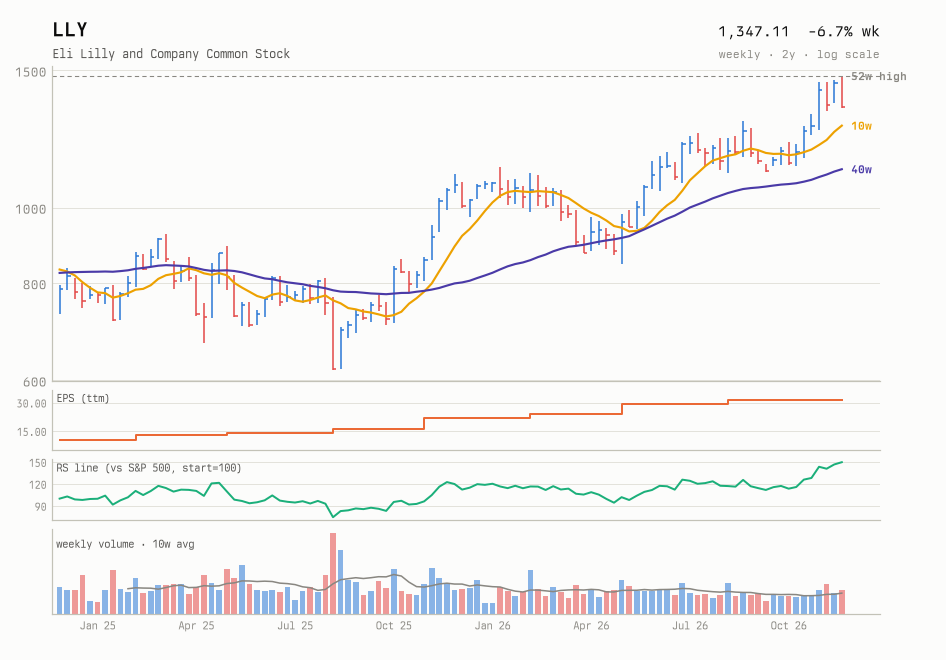 LLY
1,347.11 -6.7% wk
Eli Lilly and Company Common Stock
weekly · 2y · log scale
1500
52w high
10w
40w
1000
800
600
EPS (ttm)
30.00
15.00
RS line (vs S&P 500, start=100)
150
120
90
weekly volume · 10w avg
Jan 25 Apr 25 Jul 25 Oct 25 Jan 26 Apr 26 Jul 26 Oct 26